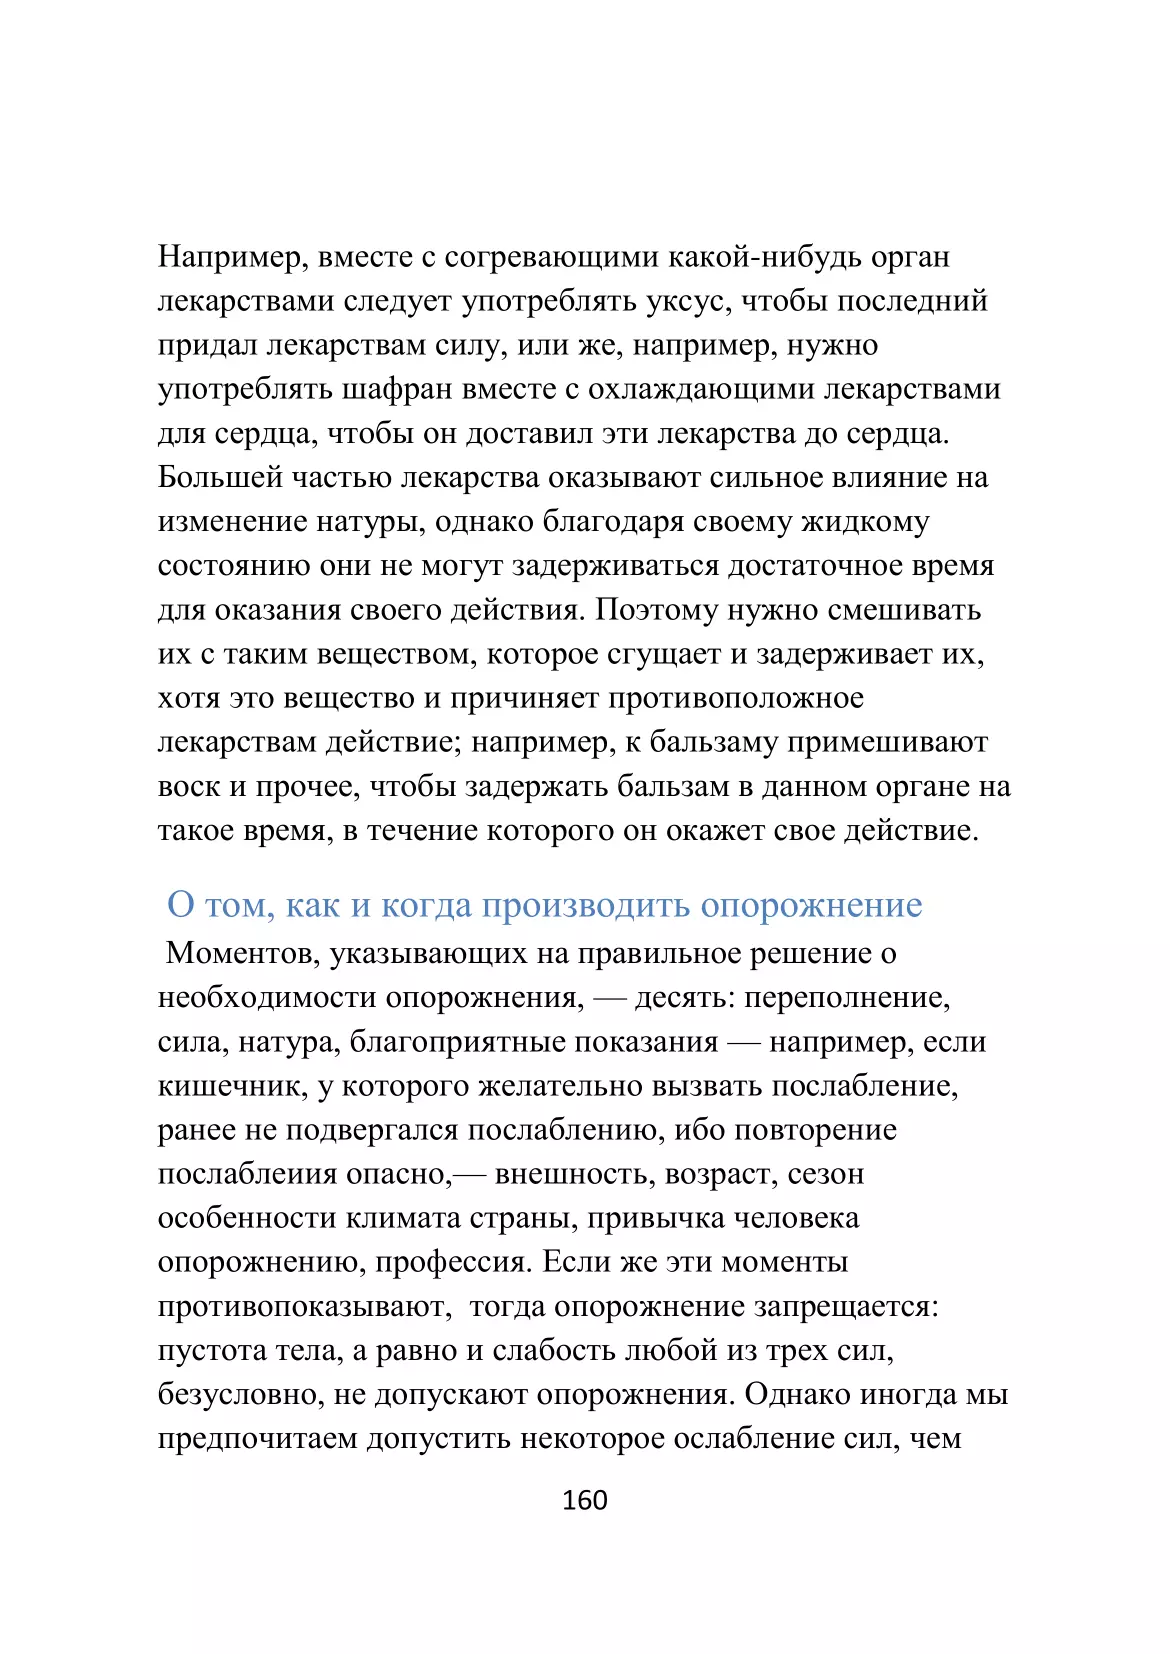 Например, вместе с согревающими какой-нибудь орган
лекарствами следует употреблять уксус, чтобы последний
придал лекарствам силу, или же, например, нужно
употреблять шафран вместе с охлаждающими лекарствами
для сердца, чтобы он доставил эти лекарства до сердца.
Большей частью лекарства оказывают сильное влияние на
изменение натуры, однако благодаря своему жидкому
состоянию они не могут задерживаться достаточное время
для оказания своего действия. Поэтому нужно смешивать
их с таким веществом, которое сгущает и задерживает их,
хотя это вещество и причиняет противоположное
лекарствам действие; например, к бальзаму примешивают
воск и прочее, чтобы задержать бальзам в данном органе на
такое время, в течение которого он окажет свое действие.
О том, как и когда производить опорожнение
Моментов, указывающих на правильное решение о
необходимости опорожнения, — десять: переполнение,
сила, натура, благоприятные показания — например, если
кишечник, у которого желательно вызвать послабление,
ранее не подвергался послаблению, ибо повторение
послаблеиия опасно,— внешность, возраст, сезон
особенности климата страны, привычка человека
опорожнению, профессия. Если же эти моменты
противопоказывают,  тогда опорожнение запрещается:
пустота тела, а равно и слабость любой из трех сил,
безусловно, не допускают опорожнения. Однако иногда мы
предпочитаем допустить некоторое ослабление сил, чем
160